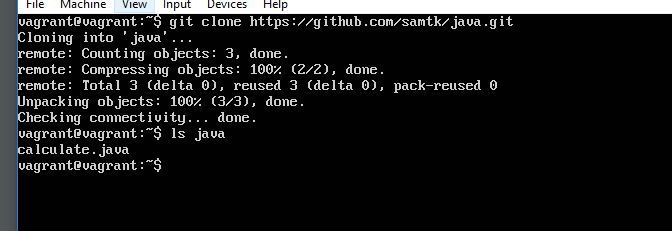 File Machine View Input Devices Help
vagrant@vagrant:~$ git clone https://github.com/samtk/java.git
Cloning into 'java'...
remote: Counting objects: 3, done.
remote: Compressing objects: 100% (2/2), done.
remote: Total 3 (delta 0), reused 3 (delta 0), pack-reused 0
Unpacking objects: 100% (3/3), done.
Checking connectivity... done.
vagrant@vagrant:~$ ls java
calculate.java
vagrant@vagrant:~$